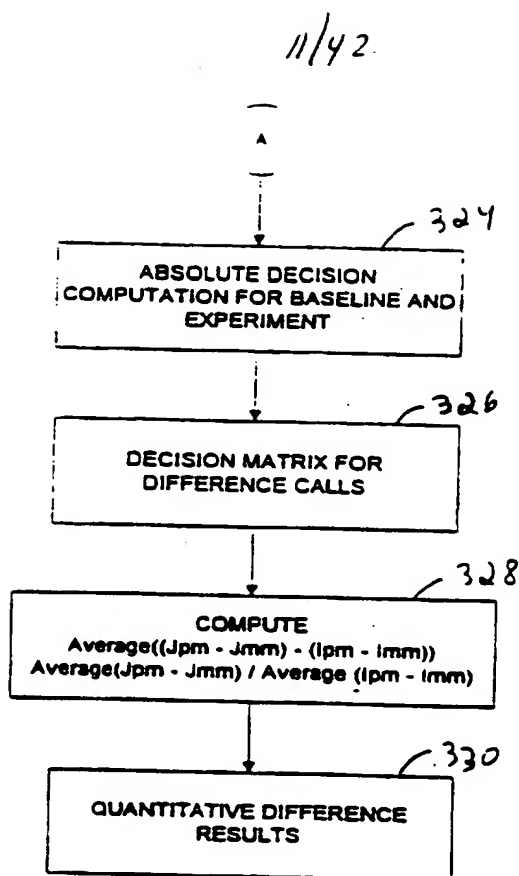 11/42
A
324
ABSOLUTE DECISION
COMPUTATION FOR BASELINE AND
EXPERIMENT
326
DECISION MATRIX FOR
DIFFERENCE CALLS
328
COMPUTE
Average((Jpm - Jmm) - (Ipm - Imm))
Average(Jpm - Jmm) / Average (Ipm - Imm)
330
QUANTITATIVE DIFFERENCE
RESULTS